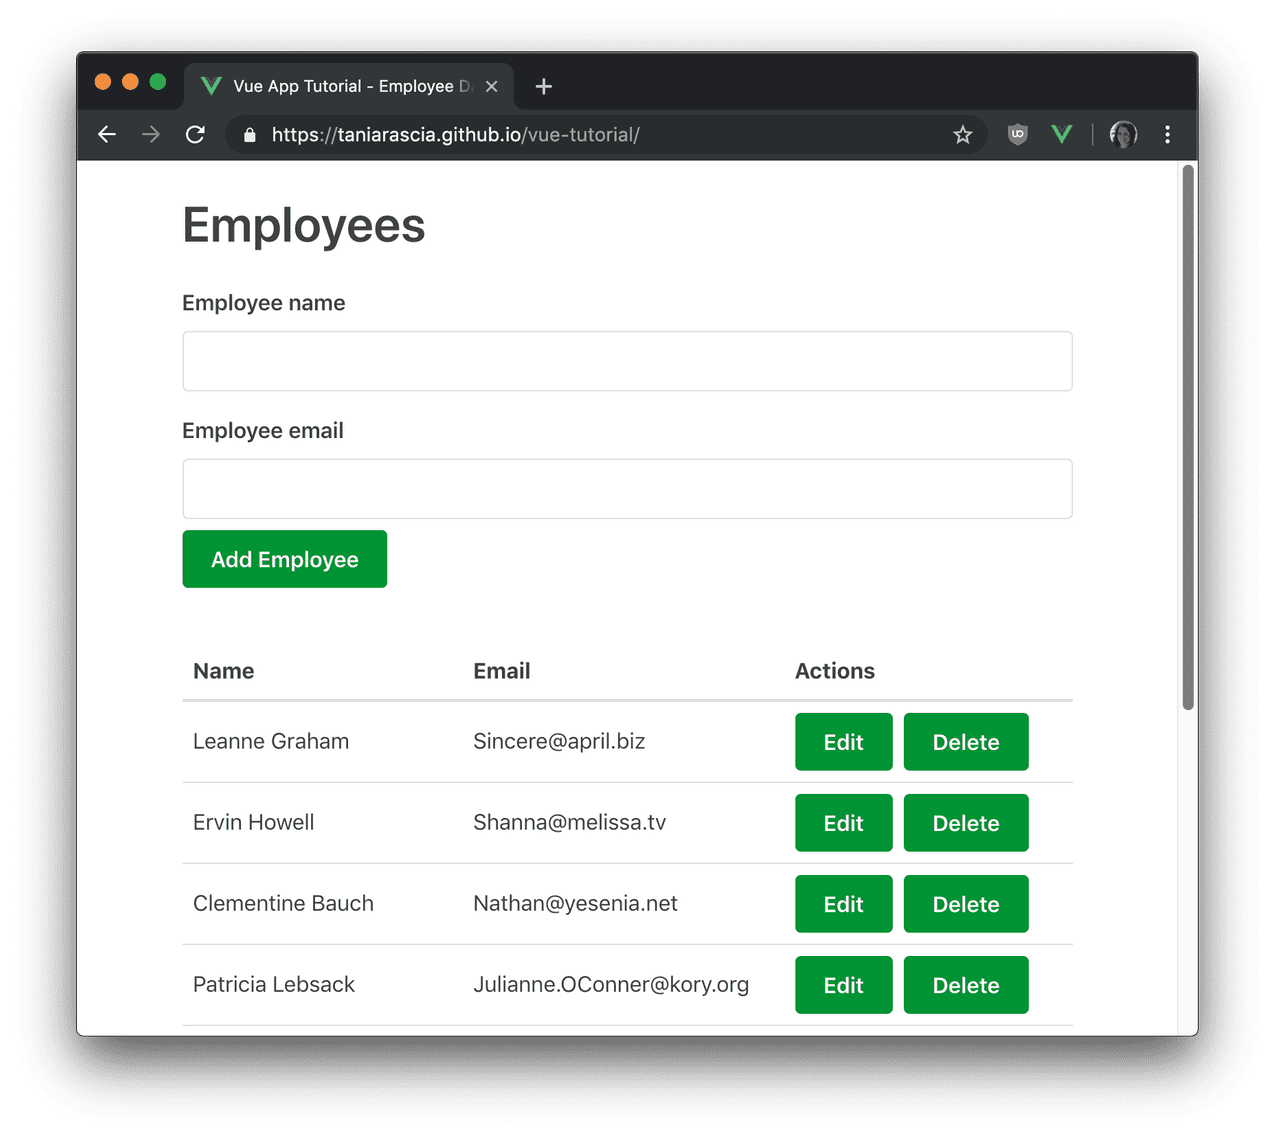 Vue App Tutorial - Employee D
https://taniarascia.github.io/vue-tutorial/
Employees
Employee name
Employee email
Add Employee
Name Email Actions
Leanne Graham Sincere@april.biz Edit Delete
Ervin Howell Shanna@melissa.tv Edit Delete
Clementine Bauch Nathan@yesenia.net Edit Delete
Patricia Lebsack Julianne.OConner@kory.org Edit Delete